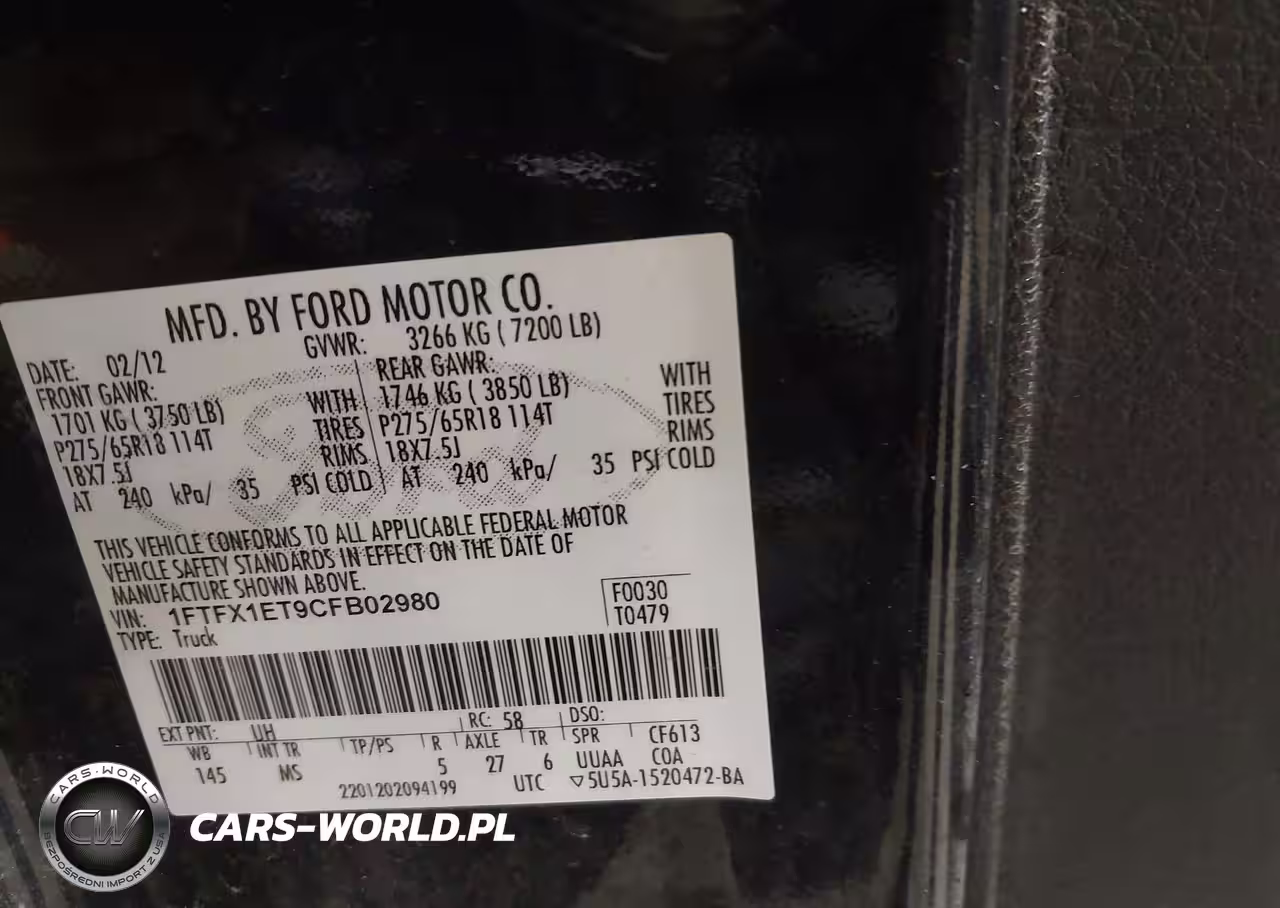 MFD. BY FORD MOTOR CO.
DATE: 02/12 GVWR: 3266 KG ( 7200 LB)
FRONT GAWR: REAR GAWR:
1701 KG ( 3750 LB) WITH 1746 KG ( 3850 LB) WITH
P275/65R18 114T TIRES P275/65R18 114T TIRES
18X7.5J RIMS 18X7.5J RIMS
AT 240 kPa/ 35 PSI COLD AT 240 kPa/ 35 PSI COLD
THIS VEHICLE CONFORMS TO ALL APPLICABLE FEDERAL MOTOR
VEHICLE SAFETY STANDARDS IN EFFECT ON THE DATE OF
MANUFACTURE SHOWN ABOVE.
VIN: 1FTFX1ET9CFB02980 F0030
TYPE: Truck T0479
EXT PNT: UH RC: 58 DSO:
WB INT TR TP/PS R AXLE TR SPR CF613
145 MS 5 27 6 UUAA COA
2201202094199 UTC ▽5U5A-1520472-BA
CARS-WORLD
CW
BEZPOŚREDNI IMPORT Z USA
CARS-WORLD.PL